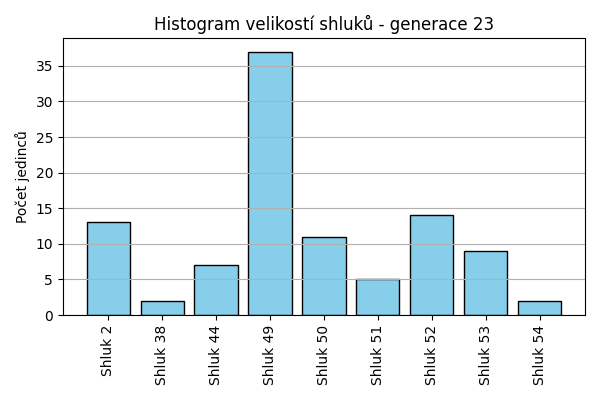 Histogram velikostí shluků - generace 23
Počet jedinců
35
30
25
20
15
10
5
0
Shluk 2
Shluk 38
Shluk 44
Shluk 49
Shluk 50
Shluk 51
Shluk 52
Shluk 53
Shluk 54